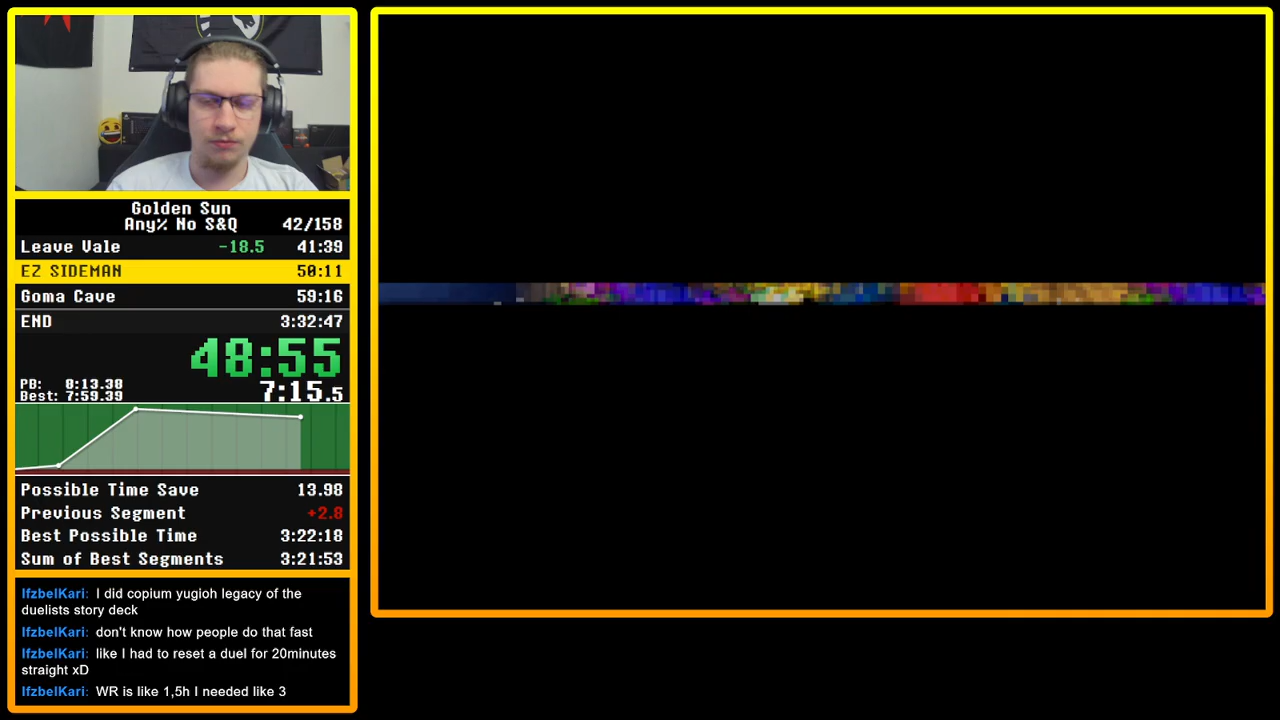 Golden Sun
Any% No S&Q 42/158
Leave Vale -18.5 41:39
EZ SIDEMAN 50:11
Goma Cave 59:16
END 3:32:47
48:55
PB: 8:13.38
7:15.5
Best: 7:59.39
Possible Time Save 13.98
Previous Segment +2.8
Best Possible Time 3:22:18
Sum of Best Segments 3:21:53
IfzbelKari: I did copium yugioh legacy of the
duelists story deck
IfzbelKari: don't know how people do that fast
IfzbelKari: like I had to reset a duel for 20minutes
straight xD
IfzbelKari: WR is like 1,5h I needed like 3